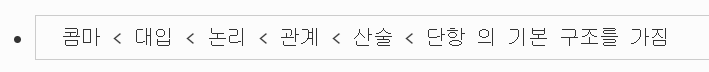 콤마 < 대입 < 논리 < 관계 < 산술 < 단항 의 기본 구조를 가짐